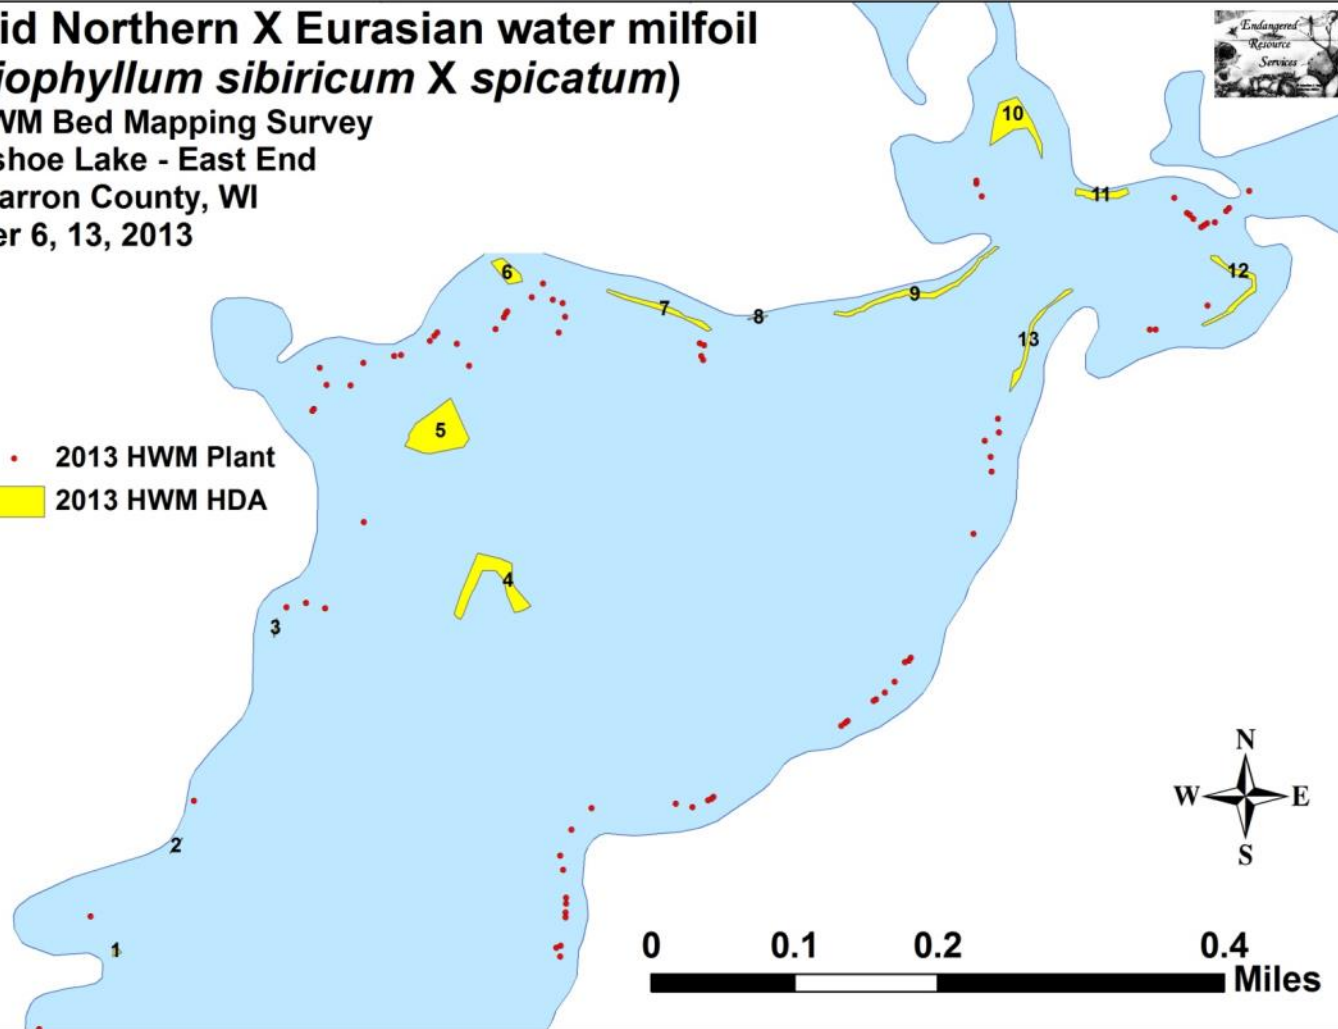 id Northern X Eurasian water milfoil
iophyllum sibiricum X spicatum)
WM Bed Mapping Survey
shoe Lake - East End
arron County, WI
er 6, 13, 2013
Endangered
Resource
Services
10
11
12
6
7
8
9
13
5
2013 HWM Plant
2013 HWM HDA
4
3
2
1
N
W E
S
0 0.1 0.2 0.4
Miles